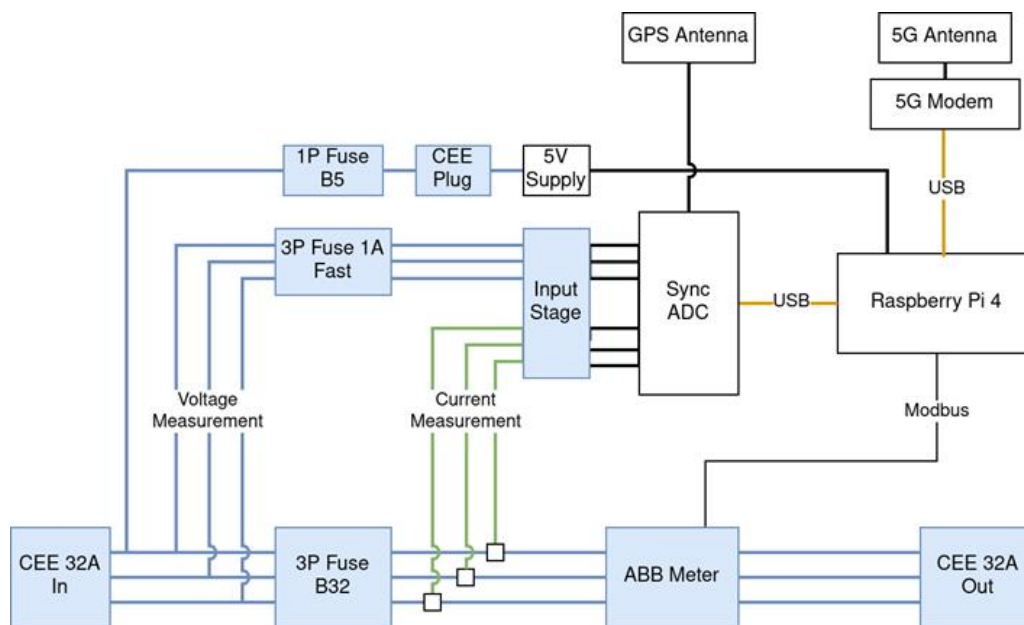 GPS Antenna
5G Antenna
5G Modem
1P Fuse
B5
CEE
Plug
5V
Supply
USB
3P Fuse 1A
Fast
Input
Stage
Sync
ADC
USB
Raspberry Pi 4
Voltage
Measurement
Current
Measurement
Modbus
CEE 32A
In
3P Fuse
B32
ABB Meter
CEE 32A
Out